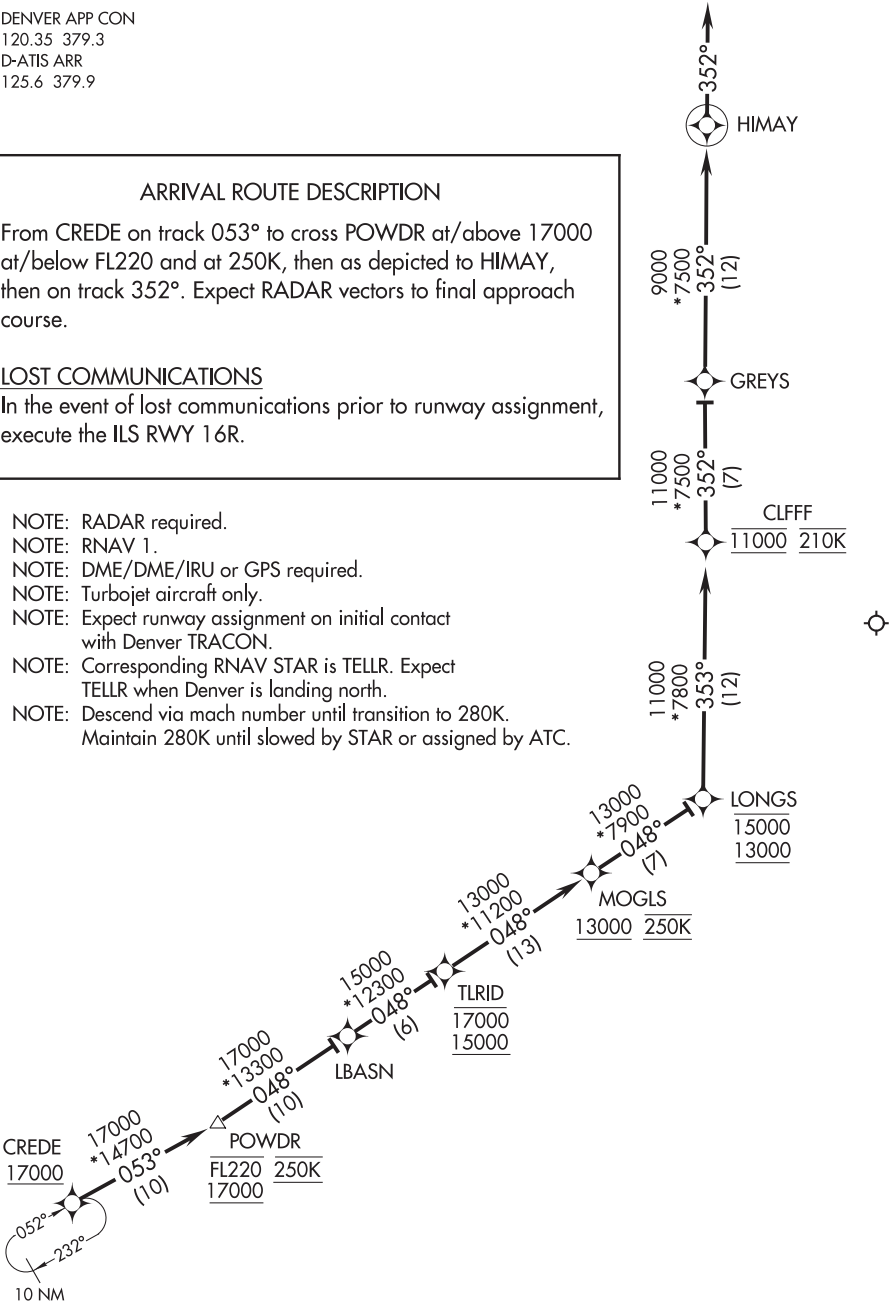 DENVER APP CON
120.35 379.3
D-ATIS ARR
125.6 379.9
352°
HIMAY
ARRIVAL ROUTE DESCRIPTION
From CREDE on track 053° to cross POWDR at/above 17000
at/below FL220 and at 250K, then as depicted to HIMAY,
then on track 352°. Expect RADAR vectors to final approach
course.
LOST COMMUNICATIONS
In the event of lost communications prior to runway assignment,
execute the ILS RWY 16R.
9000
*7500
352°
(12)
GREYS
11000
*7500
352°
(7)
CLFFF
11000 210K
NOTE: RADAR required.
NOTE: RNAV 1.
NOTE: DME/DME/IRU or GPS required.
NOTE: Turbojet aircraft only.
NOTE: Expect runway assignment on initial contact
with Denver TRACON.
NOTE: Corresponding RNAV STAR is TELLR. Expect
TELLR when Denver is landing north.
NOTE: Descend via mach number until transition to 280K.
Maintain 280K until slowed by STAR or assigned by ATC.
11000
*7800
353°
(12)
LONGS
15000
13000
13000
*7900
048°
(7)
MOGLS
13000 250K
13000
*11200
048°
(13)
TLRID
17000
15000
15000
*12300
048°
(6)
LBASN
17000
*13300
048°
(10)
POWDR
FL220 250K
17000
17000
*14700
053°
(10)
CREDE
17000
052°
232°
10 NM